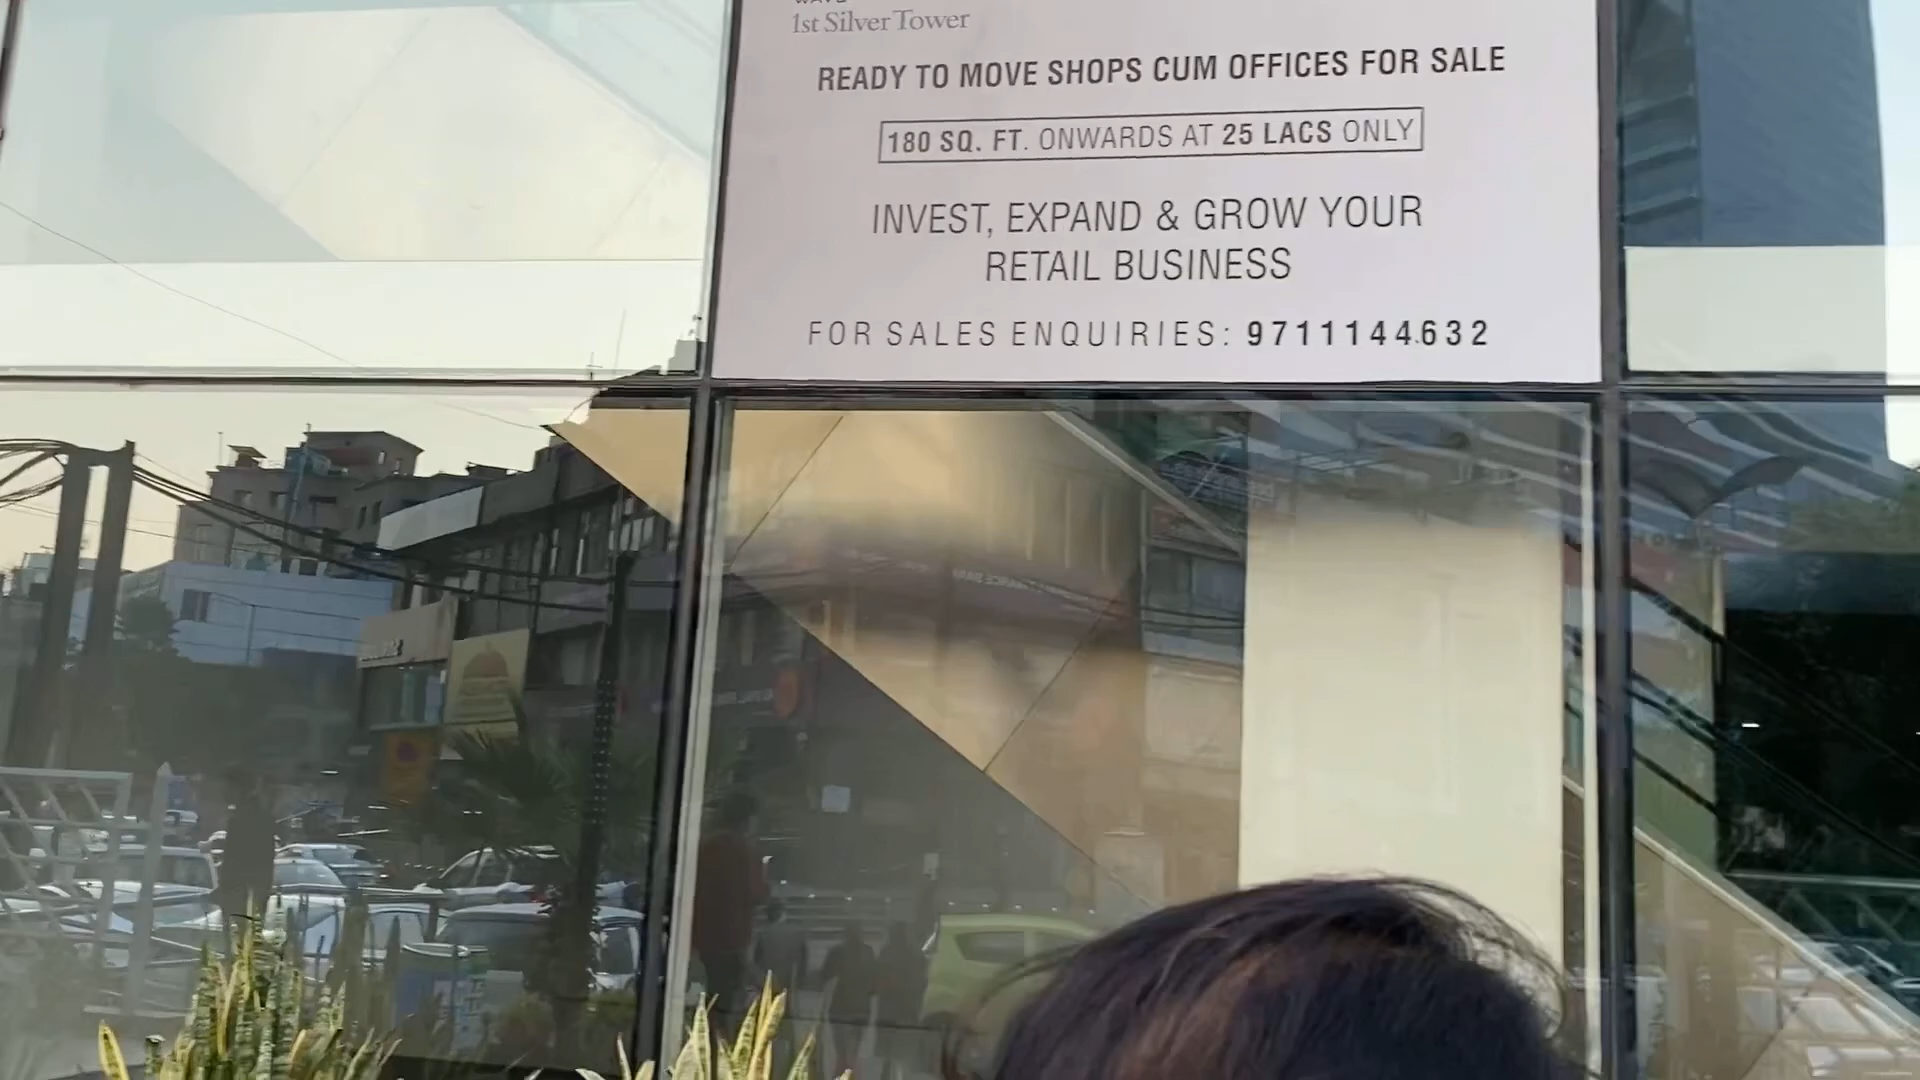 1st Silver Tower
READY TO MOVE SHOPS CUM OFFICES FOR SALE
180 SQ. FT. ONWARDS AT 25 LACS ONLY
INVEST, EXPAND & GROW YOUR
RETAIL BUSINESS
FOR SALES ENQUIRIES: 9711144632